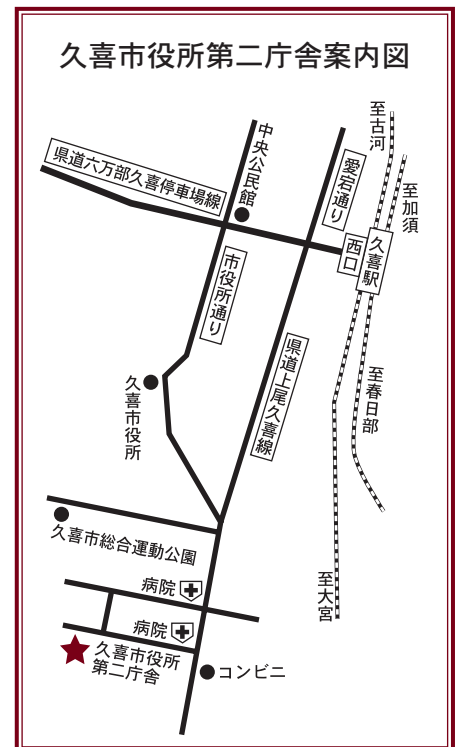 久喜市役所第二庁舎案内図
至古河
中央公民館
県道六万部久喜停車場線
愛宕通り
至加須
西口
久喜駅
市役所通り
県道上尾久喜線
至春日部
久喜市役所
久喜市総合運動公園
病院
至大宮
病院
久喜市役所
第二庁舎
コンビニ